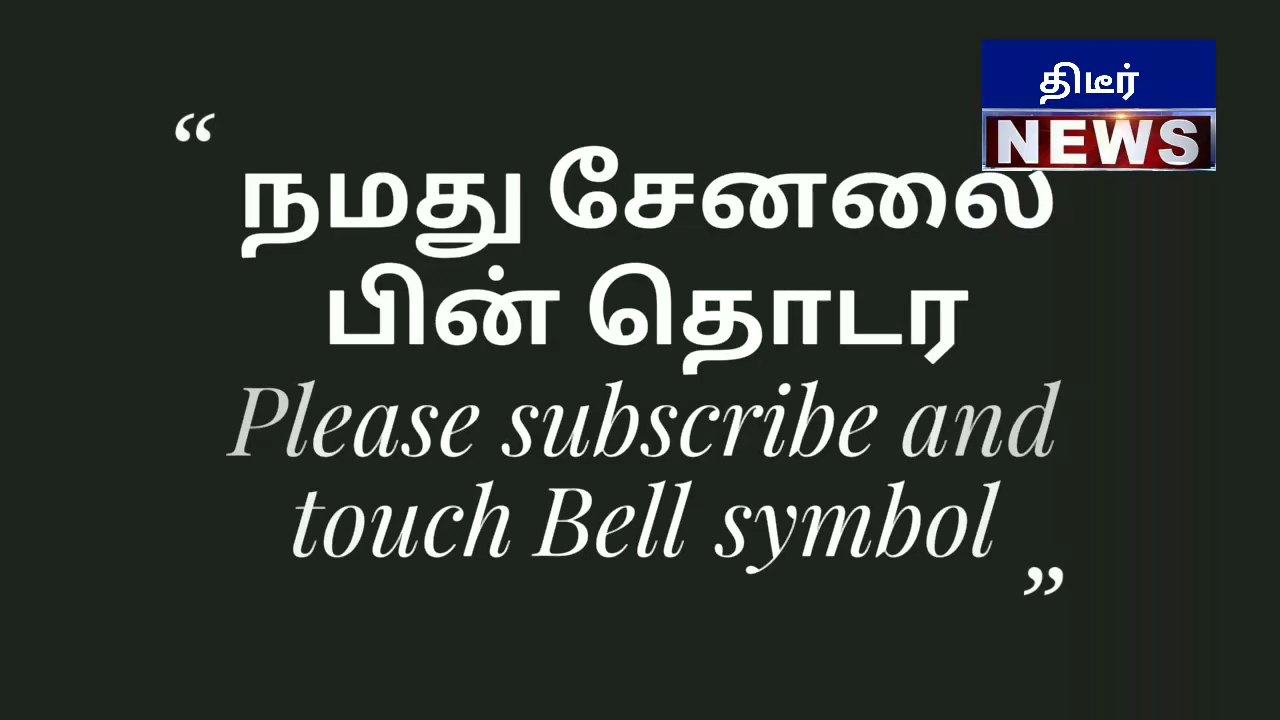 திடீர்
NEWS
“
நமது சேனலை
பின் தொடர
Please subscribe and
touch Bell symbol
”